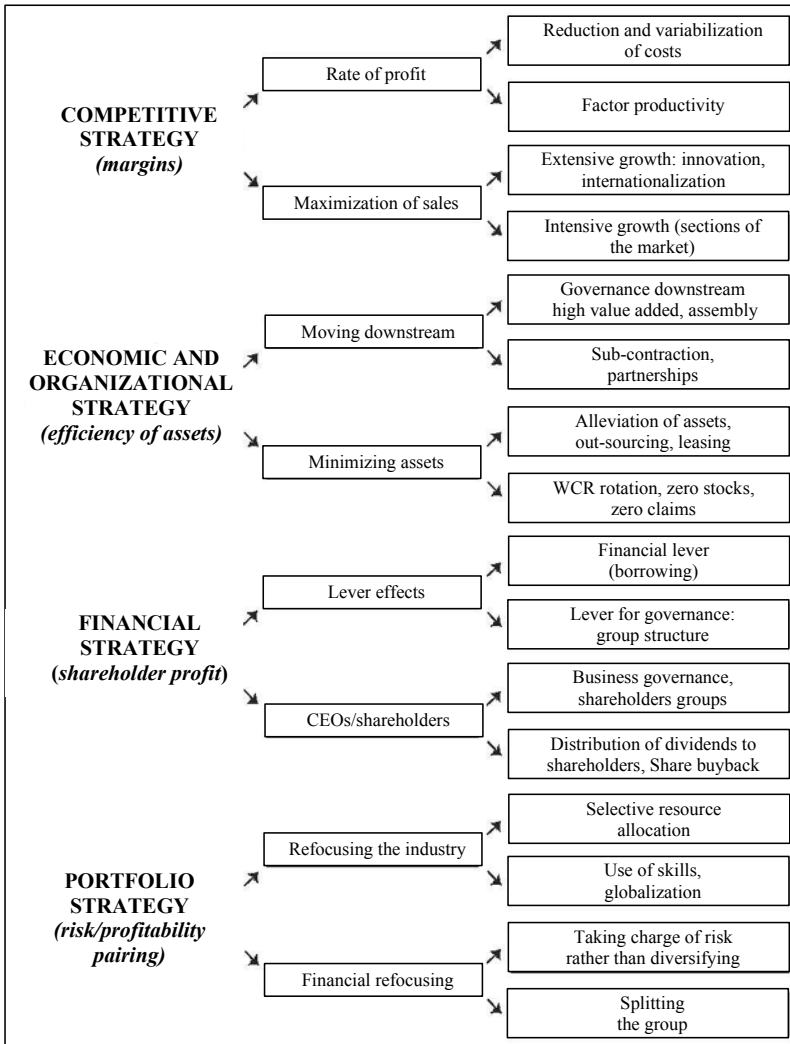 COMPETITIVE
STRATEGY
(margins)
Rate of profit
Reduction and variabilization
of costs
Factor productivity
Maximization of sales
Extensive growth: innovation,
internationalization
Intensive growth (sections of
the market)
ECONOMIC AND
ORGANIZATIONAL
STRATEGY
(efficiency of assets)
Moving downstream
Governance downstream
high value added, assembly
Sub-contraction,
partnerships
Minimizing assets
Alleviation of assets,
out-sourcing, leasing
WCR rotation, zero stocks,
zero claims
FINANCIAL
STRATEGY
(shareholder profit)
Lever effects
Financial lever
(borrowing)
Lever for governance:
group structure
CEOs/shareholders
Business governance,
shareholders groups
Distribution of dividends to
shareholders, Share buyback
PORTFOLIO
STRATEGY
(risk/profitability
pairing)
Refocusing the industry
Selective resource
allocation
Use of skills,
globalization
Financial refocusing
Taking charge of risk
rather than diversifying
Splitting
the group